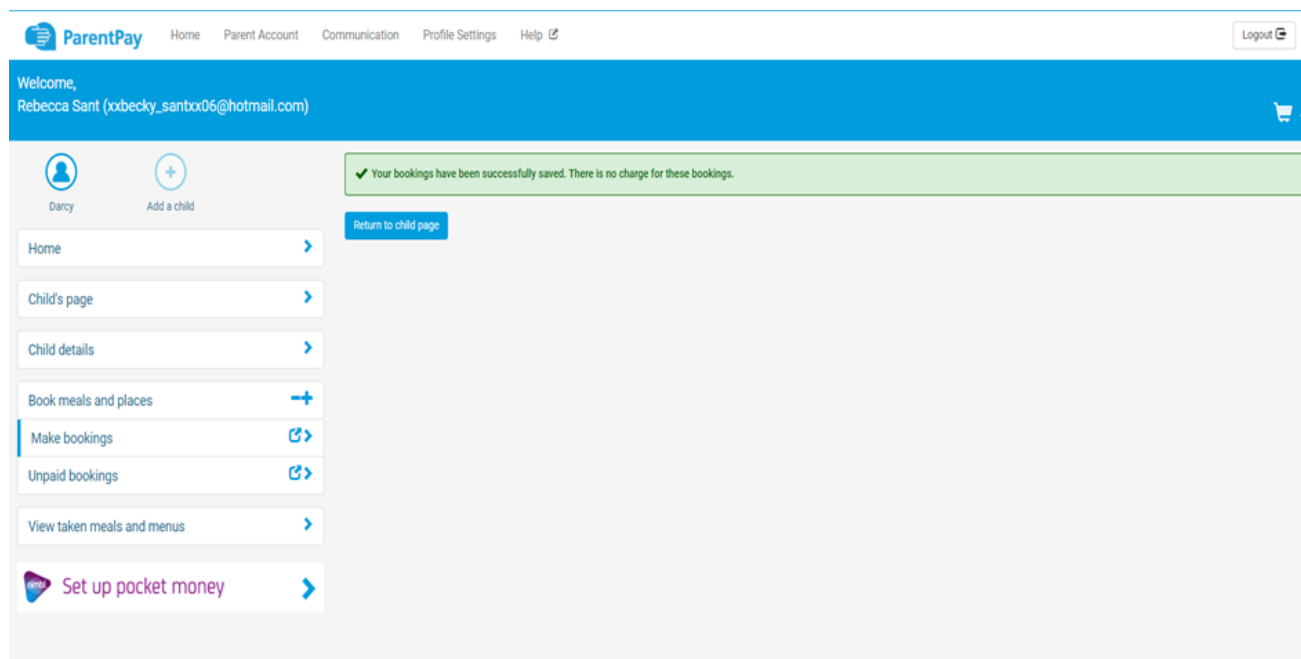 ParentPay Home Parent Account Communication Profile Settings Help Logout
Welcome,
Rebecca Sant (xxbecky_santxx06@hotmail.com)
Darcy Add a child
Your bookings have been successfully saved. There is no charge for these bookings.
Return to child page
Home
Child's page
Child details
Book meals and places
Make bookings
Unpaid bookings
View taken meals and menus
nimbl Set up pocket money